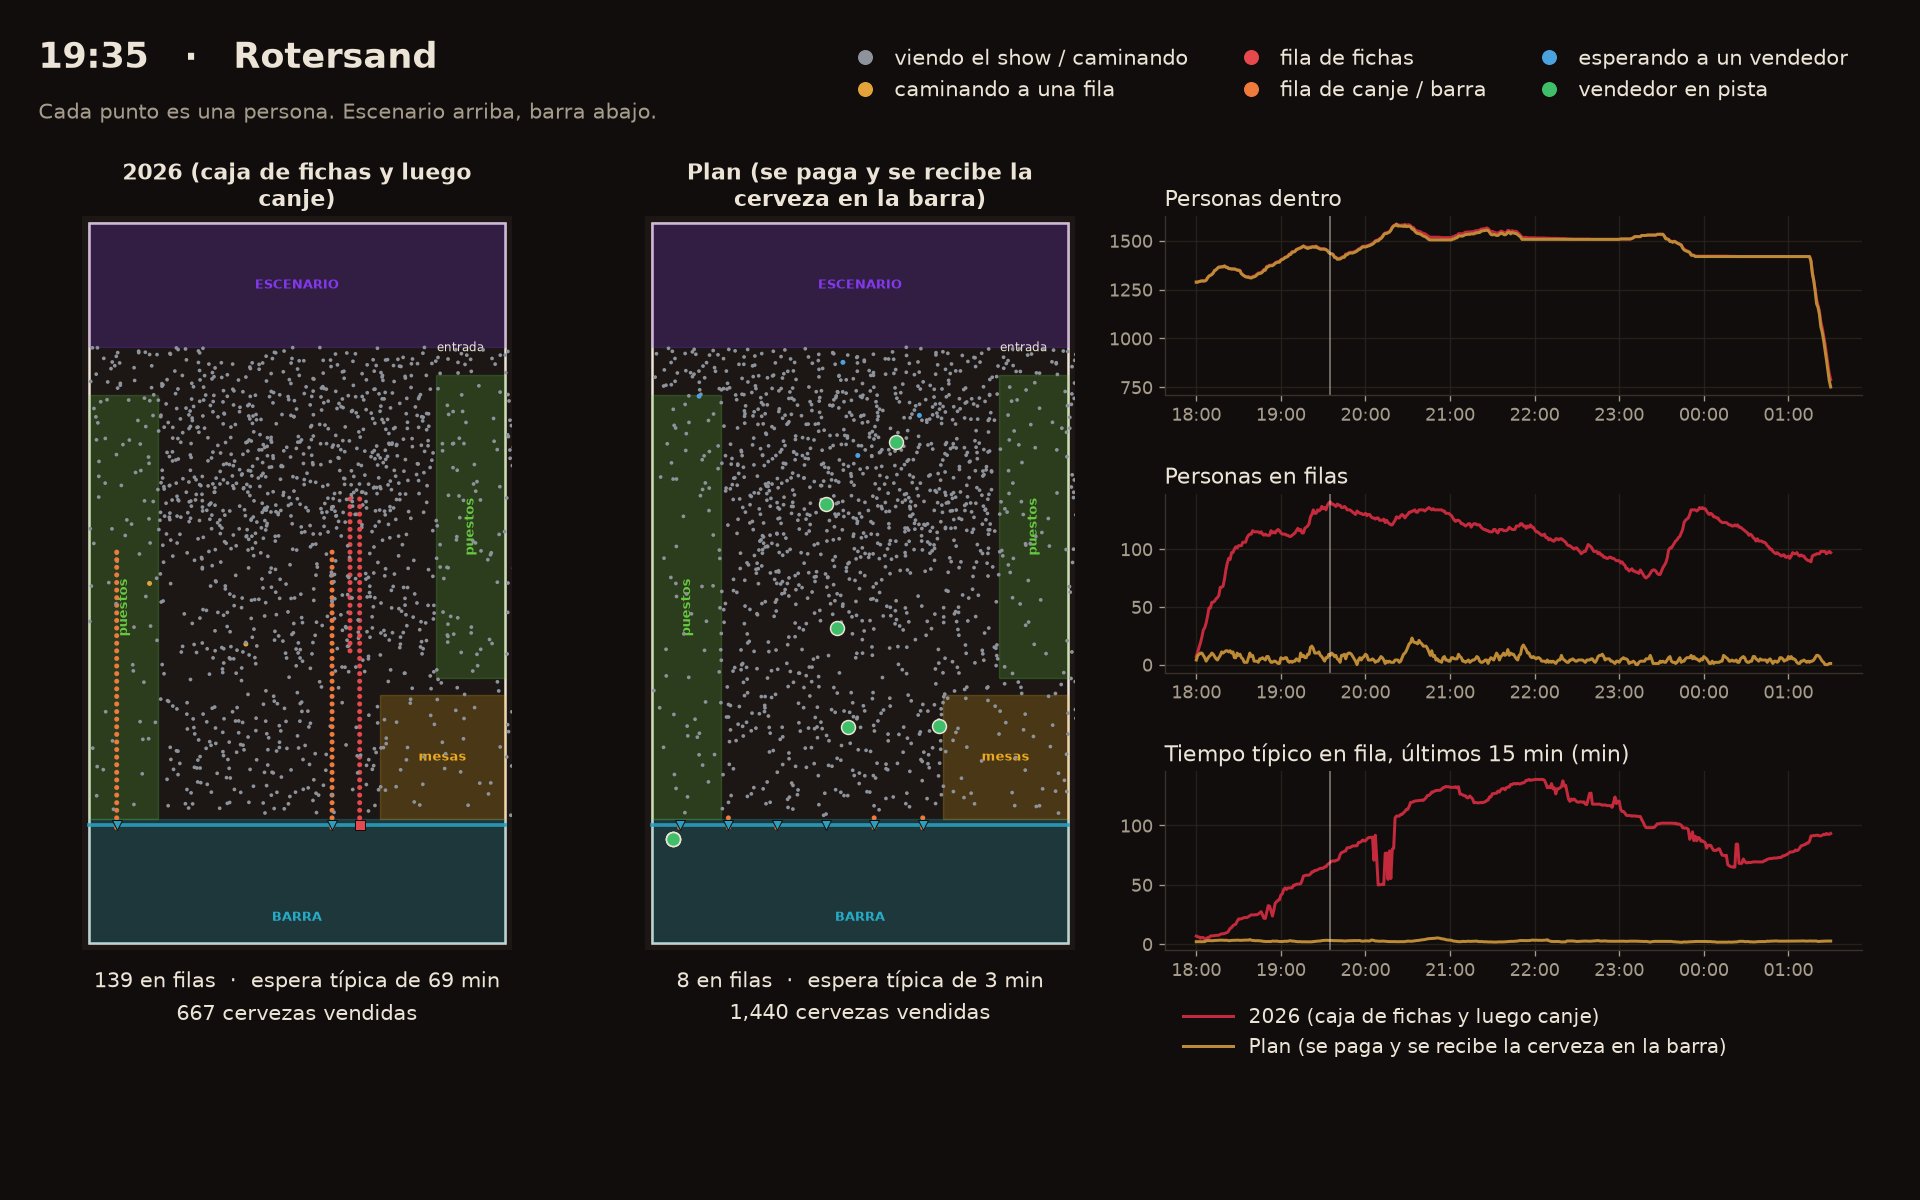 19:35 · Rotersand
Cada punto es una persona. Escenario arriba, barra abajo.
viendo el show / caminando
caminando a una fila
fila de fichas
fila de canje / barra
esperando a un vendedor
vendedor en pista
2026 (caja de fichas y luego
canje)
ESCENARIO
entrada
puestos
puestos
mesas
BARRA
139 en filas · espera típica de 69 min
667 cervezas vendidas
Plan (se paga y se recibe la
cerveza en la barra)
ESCENARIO
entrada
puestos
puestos
mesas
BARRA
8 en filas · espera típica de 3 min
1,440 cervezas vendidas
Personas dentro
1500
1250
1000
750
18:00 19:00 20:00 21:00 22:00 23:00 00:00 01:00
Personas en filas
100
50
0
18:00 19:00 20:00 21:00 22:00 23:00 00:00 01:00
Tiempo típico en fila, últimos 15 min (min)
100
50
0
18:00 19:00 20:00 21:00 22:00 23:00 00:00 01:00
2026 (caja de fichas y luego canje)
Plan (se paga y se recibe la cerveza en la barra)